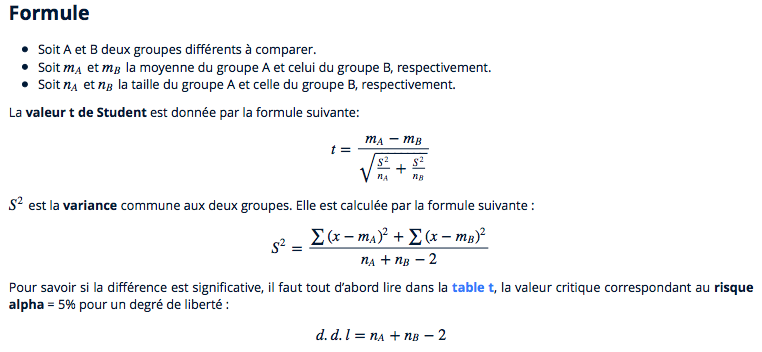 Formule
• Soit A et B deux groupes différents à comparer.
• Soit m_A et m_B la moyenne du groupe A et celui du groupe B, respectivement.
• Soit n_A et n_B la taille du groupe A et celle du groupe B, respectivement.
La valeur t de Student est donnée par la formule suivante:
t = \frac{m_A - m_B}{\sqrt{\frac{S^2}{n_A} + \frac{S^2}{n_B}}}
S^2 est la variance commune aux deux groupes. Elle est calculée par la formule suivante :
S^2 = \frac{\sum (x - m_A)^2 + \sum (x - m_B)^2}{n_A + n_B - 2}
Pour savoir si la différence est significative, il faut tout d'abord lire dans la table t, la valeur critique correspondant au risque
alpha = 5% pour un degré de liberté :
d. d. l = n_A + n_B - 2